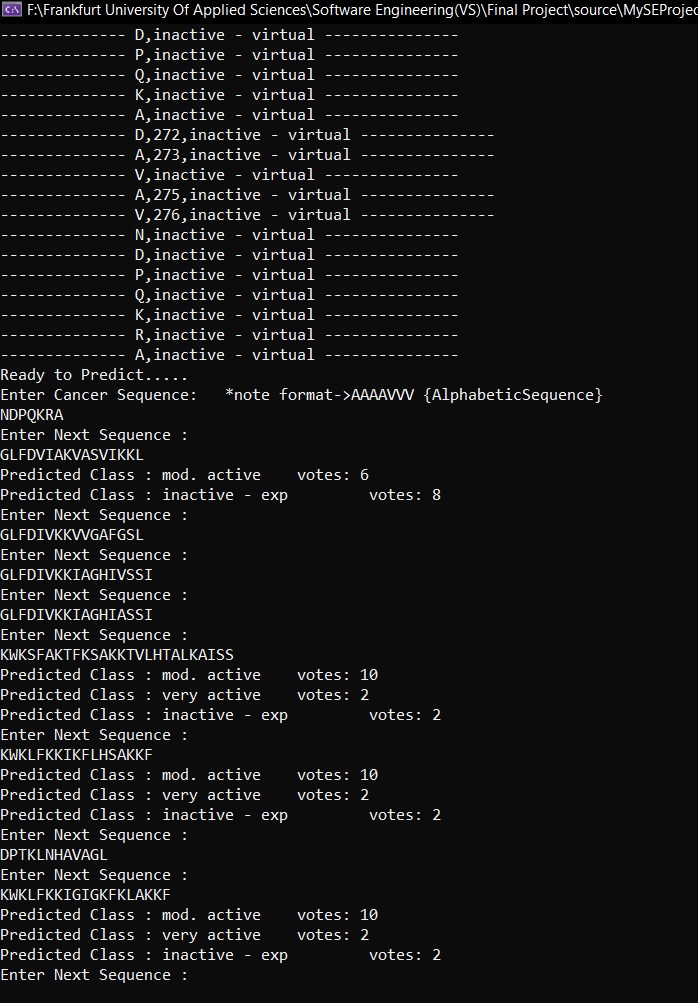 F:\Frankfurt University Of Applied Sciences\Software Engineering(VS)\Final Project\source\MySEProjec
-------------- D,inactive - virtual ---------------
-------------- P,inactive - virtual ---------------
-------------- Q,inactive - virtual ---------------
-------------- K,inactive - virtual ---------------
-------------- A,inactive - virtual ---------------
-------------- D,272,inactive - virtual ---------------
-------------- A,273,inactive - virtual ---------------
-------------- V,inactive - virtual ---------------
-------------- A,275,inactive - virtual ---------------
-------------- V,276,inactive - virtual ---------------
-------------- N,inactive - virtual ---------------
-------------- D,inactive - virtual ---------------
-------------- P,inactive - virtual ---------------
-------------- Q,inactive - virtual ---------------
-------------- K,inactive - virtual ---------------
-------------- R,inactive - virtual ---------------
-------------- A,inactive - virtual ---------------
Ready to Predict.....
Enter Cancer Sequence:   *note format->AAAAVVV {AlphabeticSequence}
NDPQKRA
Enter Next Sequence :
GLFDVIAKVASVIKKL
Predicted Class : mod. active    votes: 6
Predicted Class : inactive - exp         votes: 8
Enter Next Sequence :
GLFDIVKKVVGAFGSL
Enter Next Sequence :
GLFDIVKKIAGHIVSSI
Enter Next Sequence :
GLFDIVKKIAGHIASSI
Enter Next Sequence :
KWKSFAKTFKSAKKTVLHTALKAISS
Predicted Class : mod. active    votes: 10
Predicted Class : very active    votes: 2
Predicted Class : inactive - exp         votes: 2
Enter Next Sequence :
KWKLFKKIKFLHSAKKF
Predicted Class : mod. active    votes: 10
Predicted Class : very active    votes: 2
Predicted Class : inactive - exp         votes: 2
Enter Next Sequence :
DPTKLNHAVAGL
Enter Next Sequence :
KWKLFKKIGIGKFKLAKKF
Predicted Class : mod. active    votes: 10
Predicted Class : very active    votes: 2
Predicted Class : inactive - exp         votes: 2
Enter Next Sequence :